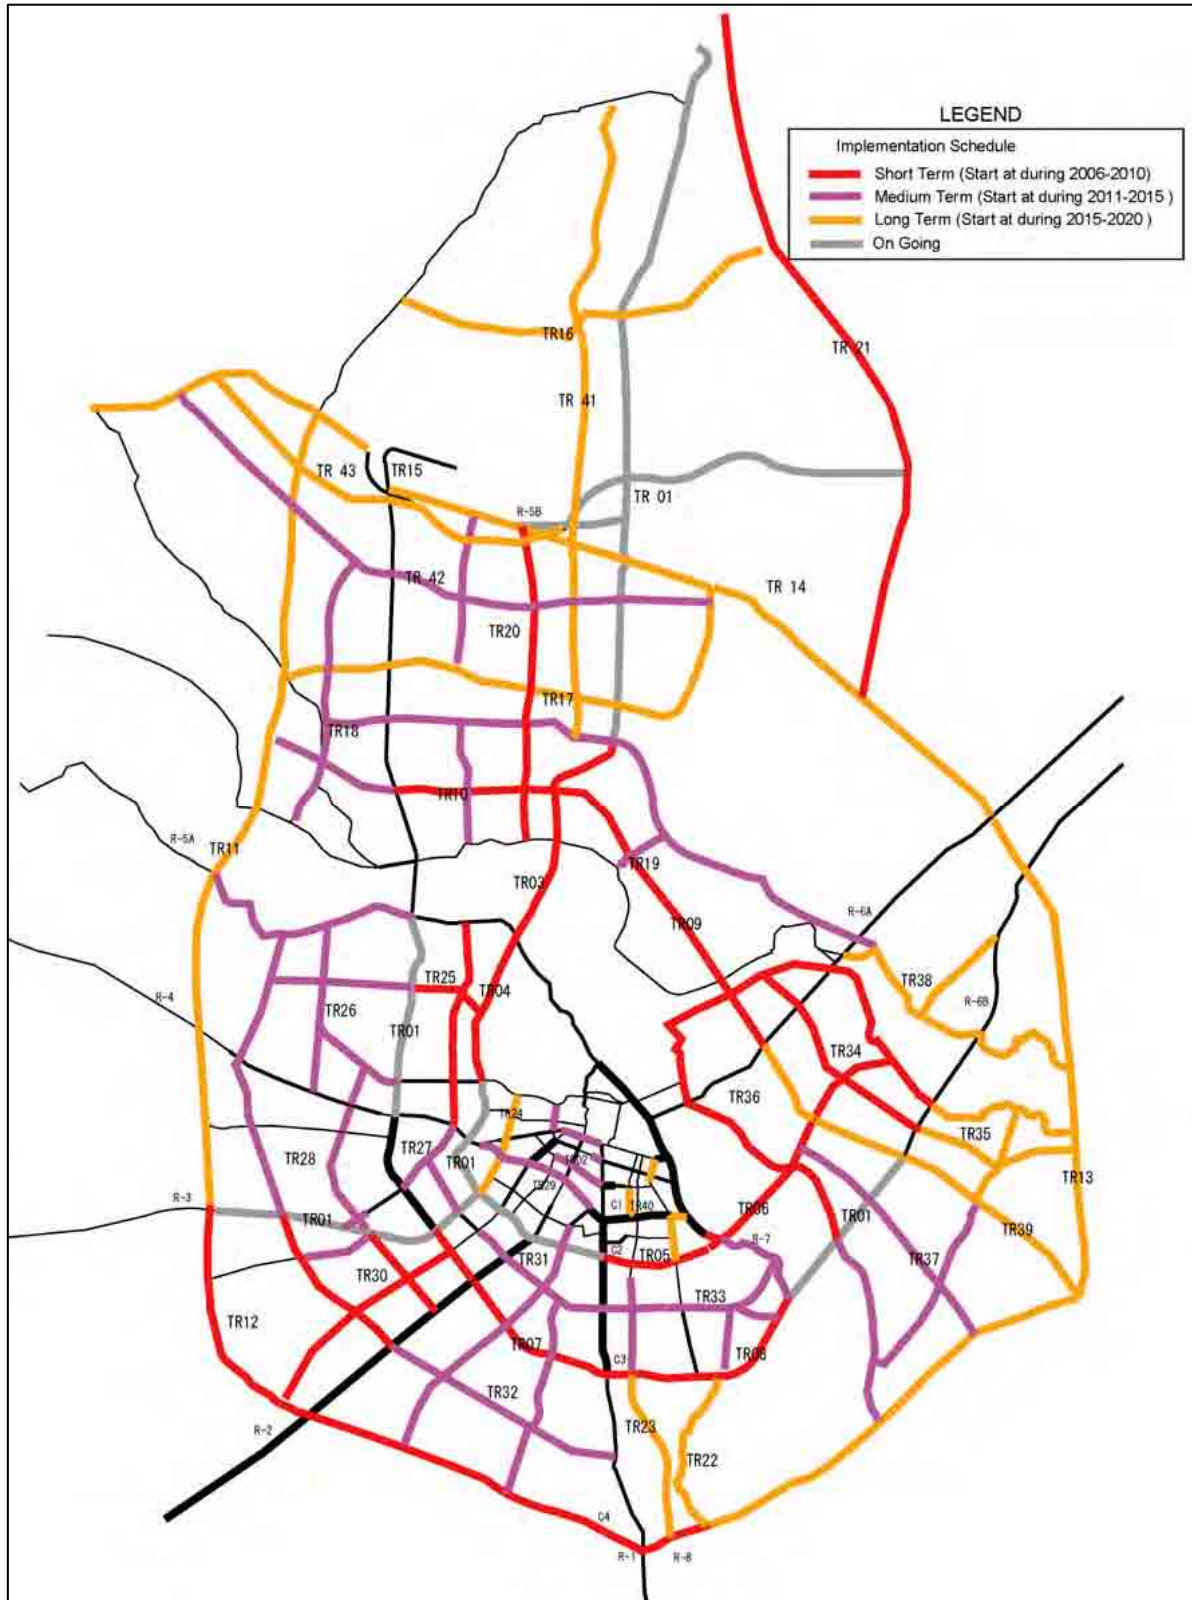 LEGEND
Implementation Schedule
Short Term (Start at during 2006-2010)
Medium Term (Start at during 2011-2015 )
Long Term (Start at during 2015-2020 )
On Going
TR16
TR 21
TR 41
TR 43
TR15
TR 01
R-5B
TR 42
TR 14
TR20
TR17
TR18
TR10
R-5A
TR11
TR19
TR03
R-6A
TR09
TR38
TR25
TR04
R-4
TR26
R-6B
TR01
TR34
TR36
TR24
TR35
TR27
TR28
TR01
TR02
TR13
TR29
R-3
C1
TR40
TR06
TR01
TR01
TR39
R-7
C2
TR31
TR05
TR37
TR30
TR33
TR12
TR07
C3
TR08
TR32
R-2
TR23
TR22
C4
R-1
R-8